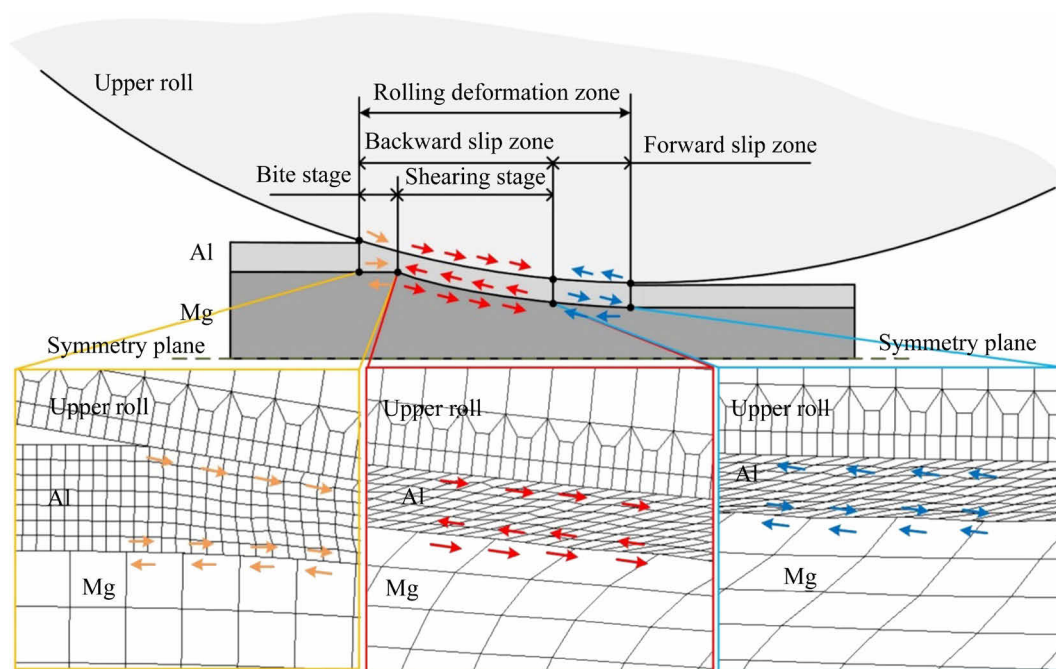 Upper roll
Rolling deformation zone
Backward slip zone
Forward slip zone
Bite stage
Shearing stage
Al
Mg
Symmetry plane
Symmetry plane
Upper roll
Al
Mg
Upper roll
Al
Mg
Upper roll
Al
Mg